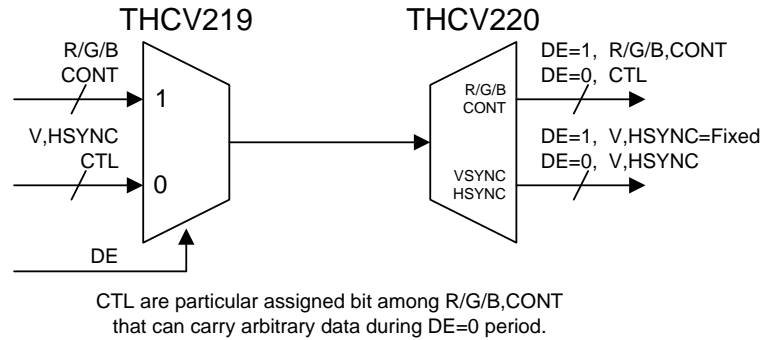 THCV219
THCV220
R/G/B
CONT
1
V,HSYNC
CTL
0
DE
R/G/B
CONT
VSYNC
HSYNC
DE=1, R/G/B,CONT
DE=0, CTL
DE=1, V,HSYNC=Fixed
DE=0, V,HSYNC
CTL are particular assigned bit among R/G/B,CONT
that can carry arbitrary data during DE=0 period.